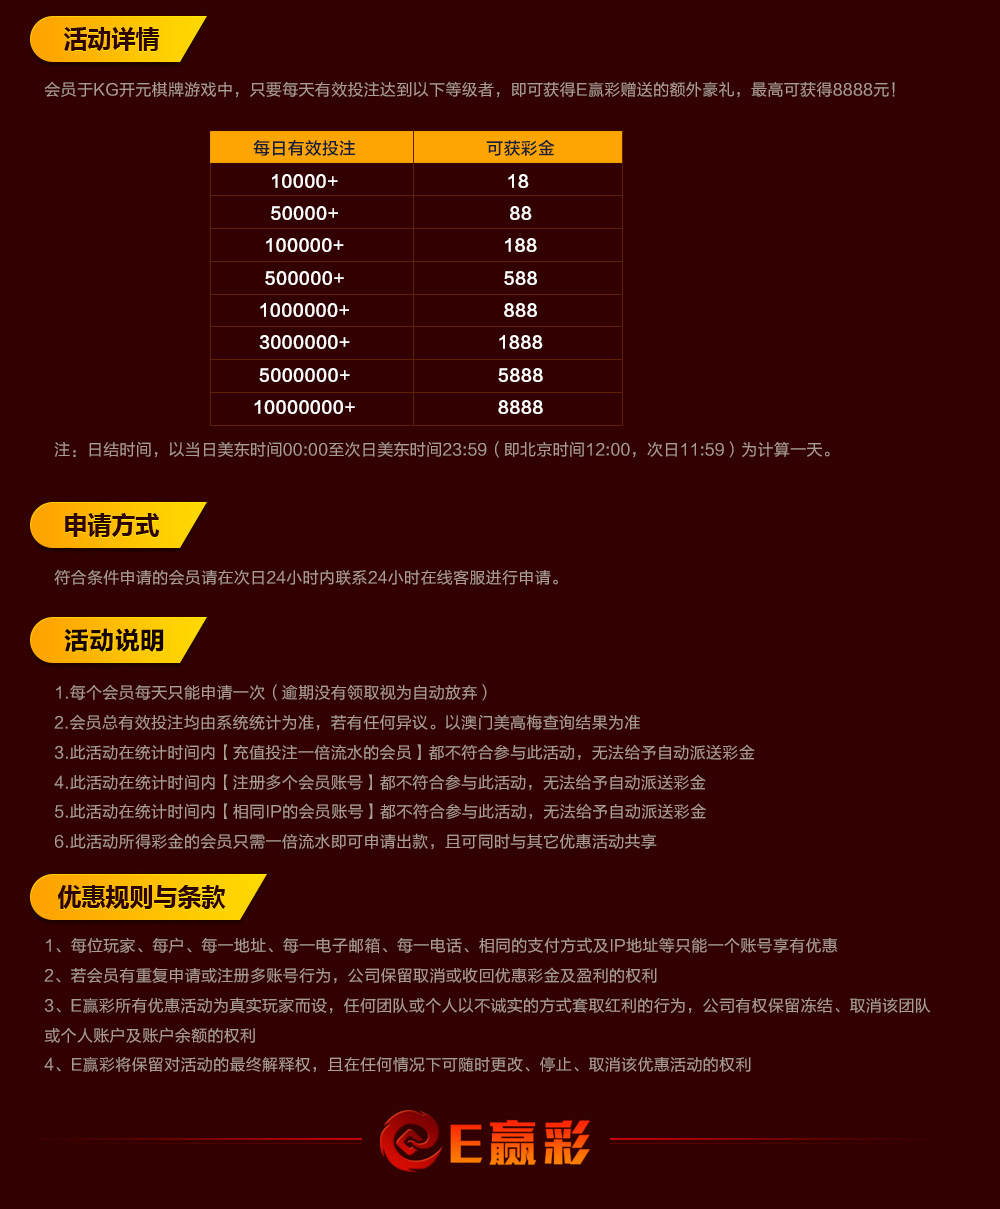 活动详情
会员于KG开元棋牌游戏中，只要每天有效投注达到以下等级者，即可获得E赢彩赠送的额外豪礼，最高可获得8888元！
每日有效投注 可获彩金
10000+ 18
50000+ 88
100000+ 188
500000+ 588
1000000+ 888
3000000+ 1888
5000000+ 5888
10000000+ 8888
注：日结时间，以当日美东时间00:00至次日美东时间23:59（即北京时间12:00，次日11:59）为计算一天。
申请方式
符合条件申请的会员请在次日24小时内联系24小时在线客服进行申请。
活动说明
1.每个会员每天只能申请一次（逾期没有领取视为自动放弃）
2.会员总有效投注均由系统统计为准，若有任何异议。以澳门美高梅查询结果为准
3.此活动在统计时间内【充值投注一倍流水的会员】都不符合参与此活动，无法给予自动派送彩金
4.此活动在统计时间内【注册多个会员账号】都不符合参与此活动，无法给予自动派送彩金
5.此活动在统计时间内【相同IP的会员账号】都不符合参与此活动，无法给予自动派送彩金
6.此活动所得彩金的会员只需一倍流水即可申请出款，且可同时与其它优惠活动共享
优惠规则与条款
1、每位玩家、每户、每一地址、每一电子邮箱、每一电话、相同的支付方式及IP地址等只能一个账号享有优惠
2、若会员有重复申请或注册多账号行为，公司保留取消或收回优惠彩金及盈利的权利
3、E赢彩所有优惠活动为真实玩家而设，任何团队或个人以不诚实的方式套取红利的行为，公司有权保留冻结、取消该团队
或个人账户及账户余额的权利
4、E赢彩将保留对活动的最终解释权，且在任何情况下可随时更改、停止、取消该优惠活动的权利
E赢彩